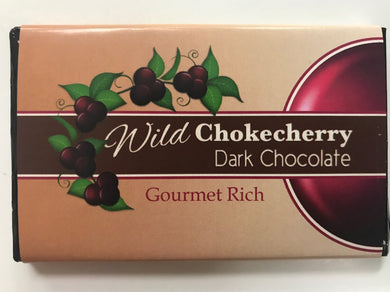 Wild Chokecherry
Dark Chocolate
Gourmet Rich